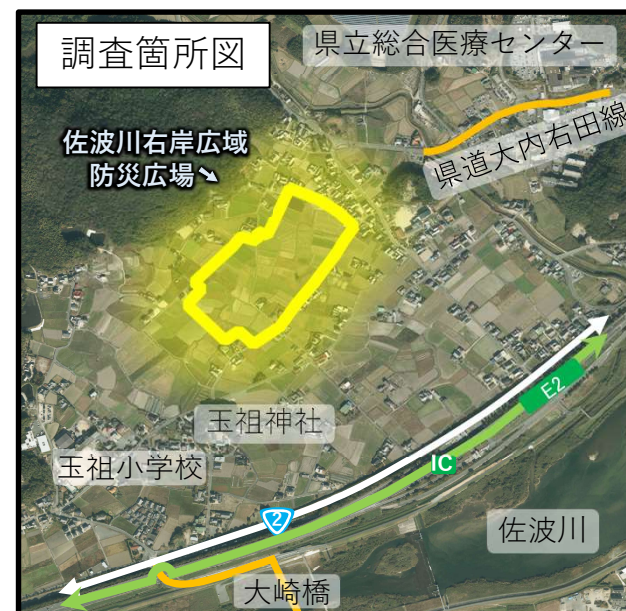 調査箇所図
県立総合医療センター
佐波川右岸広域
防災広場
県道大内右田線
玉祖神社
玉祖小学校
E2
IC
2
佐波川
大崎橋